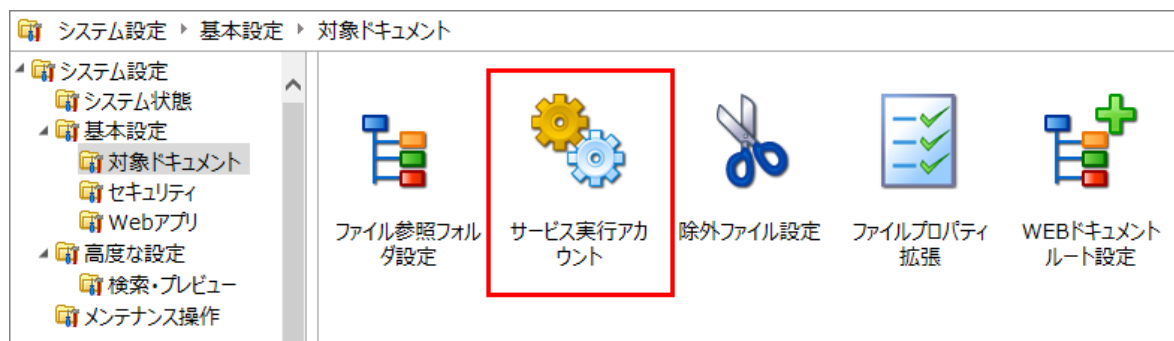 システム設定 ▸ 基本設定 ▸ 対象ドキュメント
システム設定
システム状態
基本設定
対象ドキュメント
セキュリティ
Webアプリ
高度な設定
検索・プレビュー
メンテナンス操作
ファイル参照フォル
ダ設定
サービス実行アカ
ウント
除外ファイル設定
ファイルプロパティ
拡張
WEBドキュメント
ルート設定